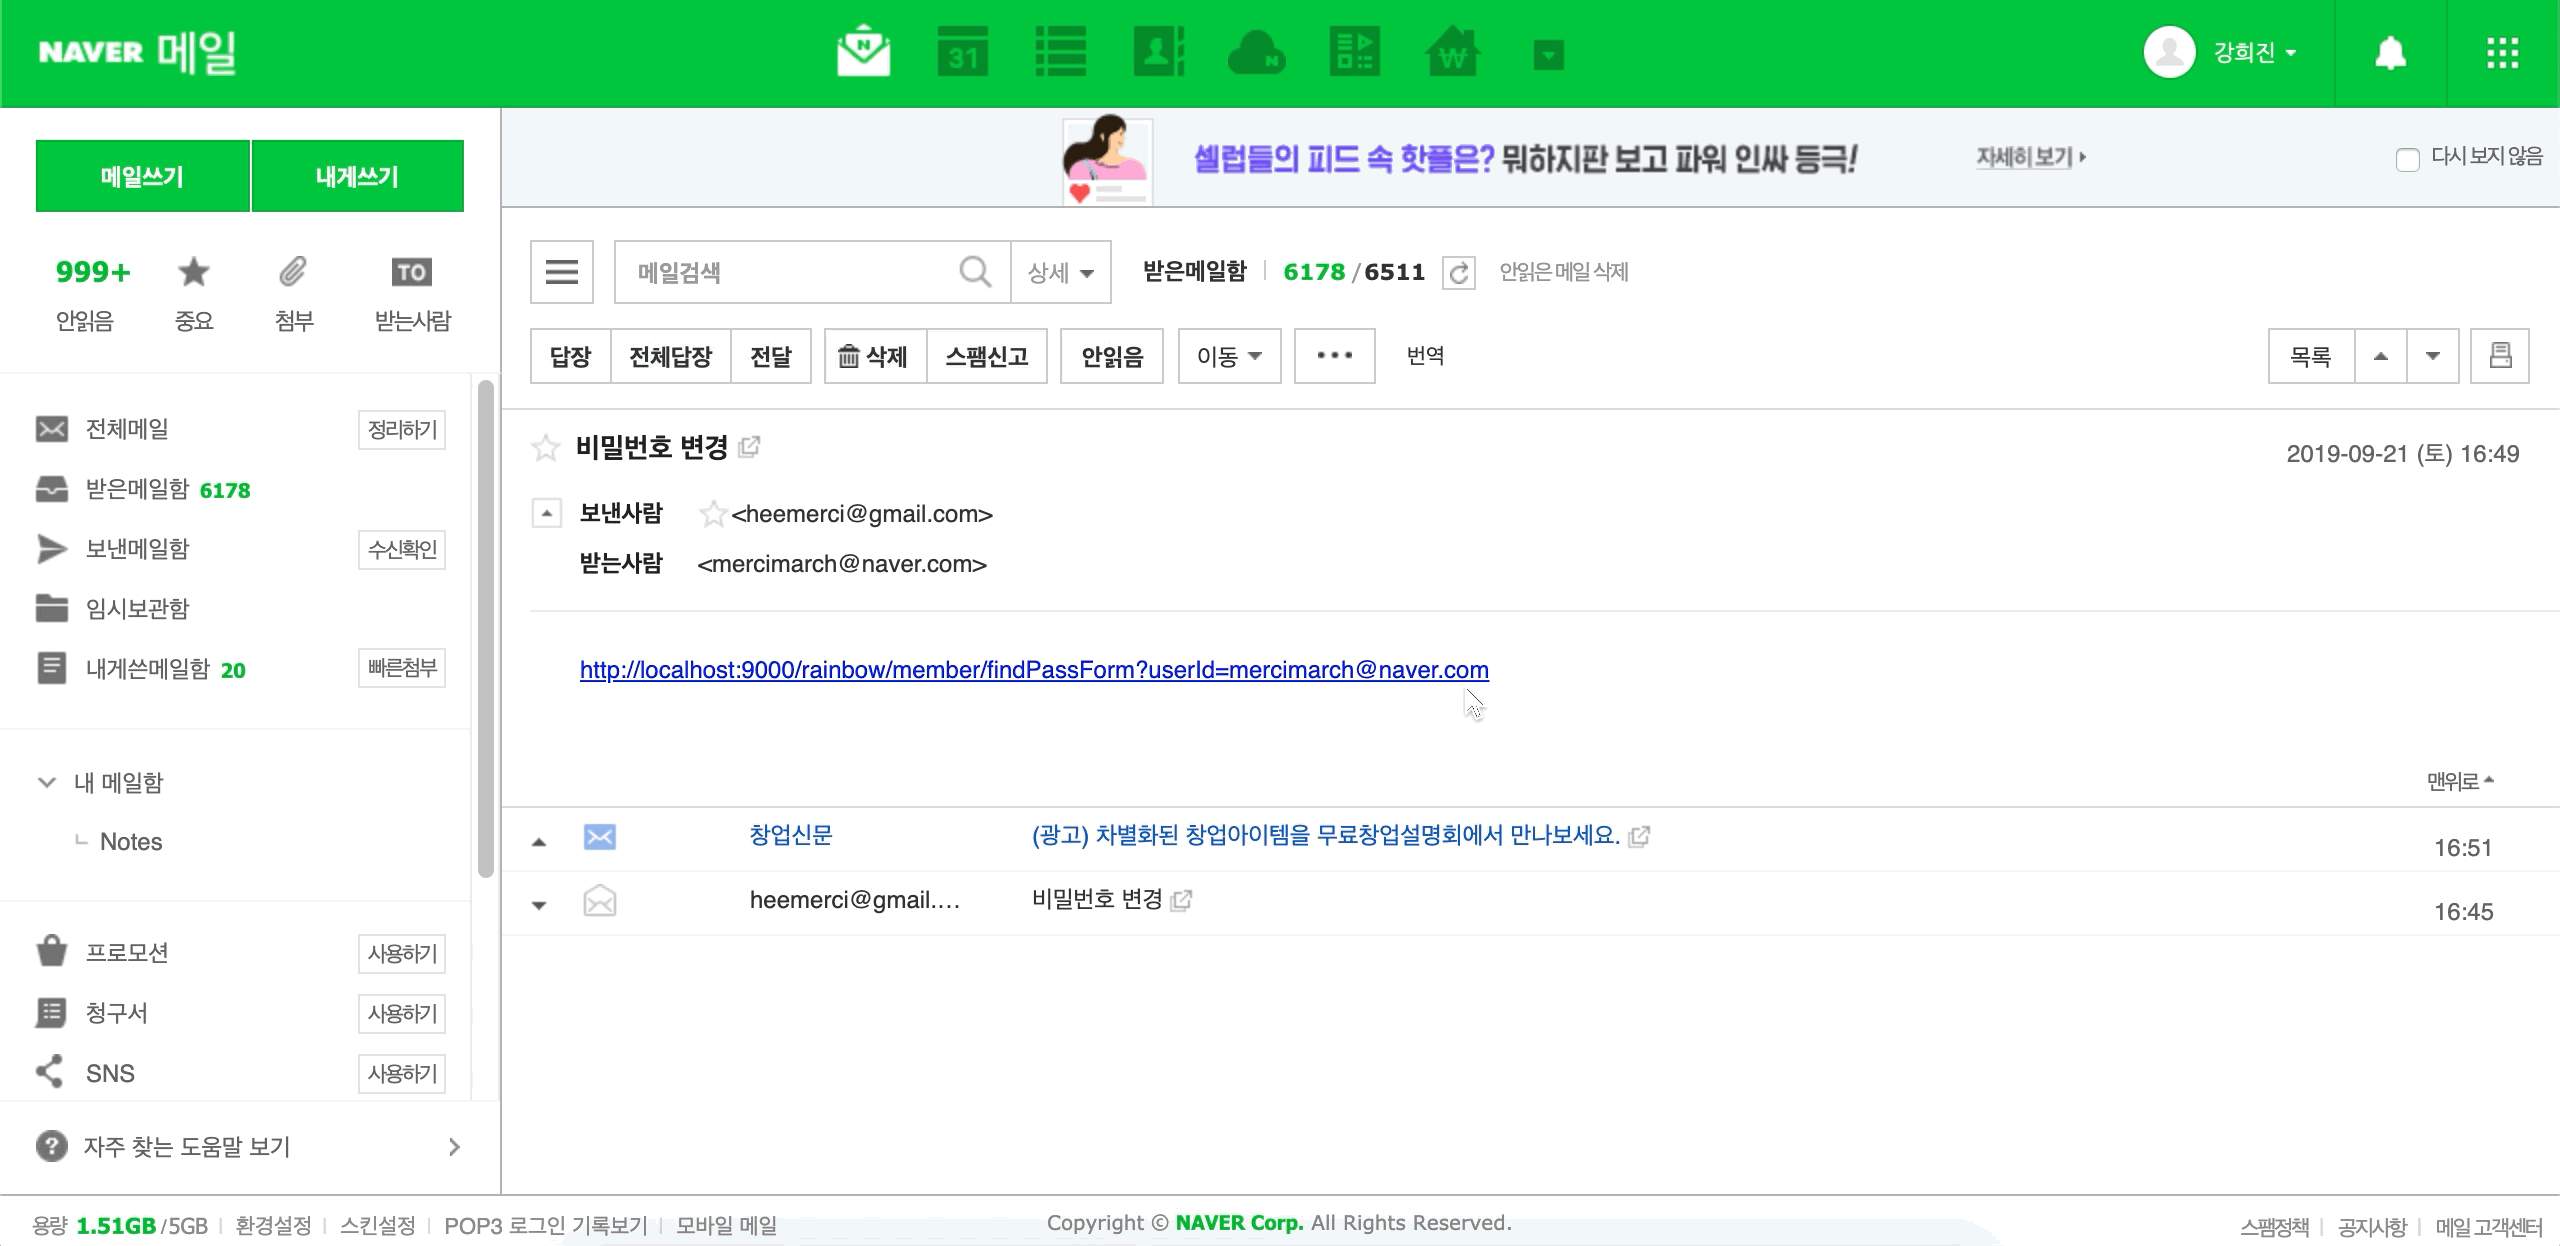 NAVER 메일
31
강희진
메일쓰기 내게쓰기
셀럽들의 피드 속 핫플은? 뭐하지판 보고 파워 인싸 등극!
자세히 보기
다시 보지 않음
999+ TO
안읽음 중요 첨부 받는사람
메일검색 상세 받은메일함 6178/6511 안읽은 메일 삭제
답장 전체답장 전달 삭제 스팸신고 안읽음 이동 ••• 번역 목록
전체메일 정리하기
받은메일함 6178
보낸메일함 수신확인
임시보관함
내게쓴메일함 20 빠른첨부
내 메일함
Notes
프로모션 사용하기
청구서 사용하기
SNS 사용하기
자주 찾는 도움말 보기
비밀번호 변경
2019-09-21 (토) 16:49
보낸사람 <heemerci@gmail.com>
받는사람 <mercimarch@naver.com>
http://localhost:9000/rainbow/member/findPassForm?userId=mercimarch@naver.com
맨위로
창업신문 (광고) 차별화된 창업아이템을 무료창업설명회에서 만나보세요. 16:51
heemerci@gmail.... 비밀번호 변경 16:45
용량 1.51GB/5GB 환경설정 스킨설정 POP3 로그인 기록보기 모바일 메일
Copyright © NAVER Corp. All Rights Reserved.
스팸정책 공지사항 메일 고객센터